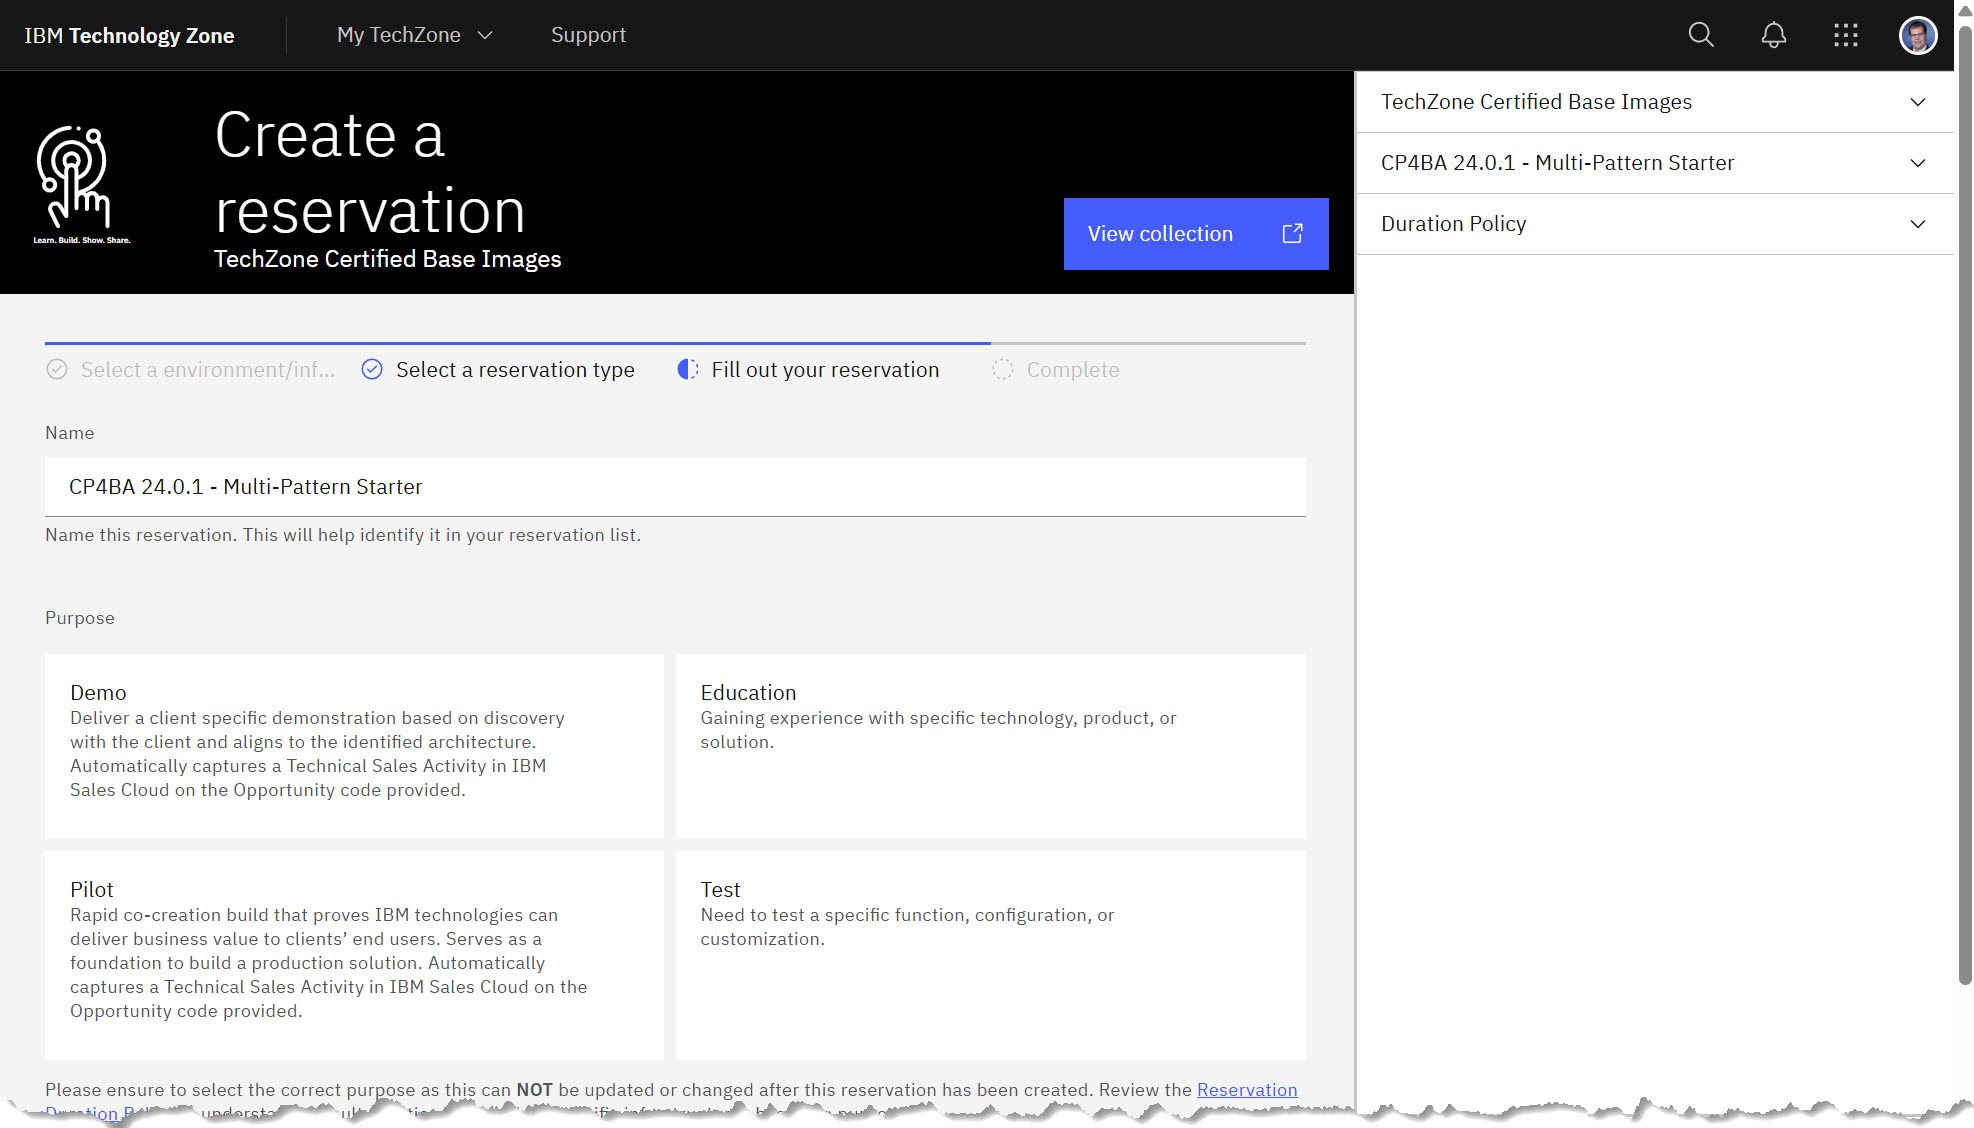 IBM Technology Zone
My TechZone
Support
Create a
reservation
TechZone Certified Base Images
Learn. Build. Show. Share.
View collection
Select a environment/inf...
Select a reservation type
Fill out your reservation
Complete
Name
CP4BA 24.0.1 - Multi-Pattern Starter
Name this reservation. This will help identify it in your reservation list.
Purpose
Demo
Deliver a client specific demonstration based on discovery
with the client and aligns to the identified architecture.
Automatically captures a Technical Sales Activity in IBM
Sales Cloud on the Opportunity code provided.
Education
Gaining experience with specific technology, product, or
solution.
Pilot
Rapid co-creation build that proves IBM technologies can
deliver business value to clients’ end users. Serves as a
foundation to build a production solution. Automatically
captures a Technical Sales Activity in IBM Sales Cloud on the
Opportunity code provided.
Test
Need to test a specific function, configuration, or
customization.
Please ensure to select the correct purpose as this can NOT be updated or changed after this reservation has been created. Review the Reservation
Duration
TechZone Certified Base Images
CP4BA 24.0.1 - Multi-Pattern Starter
Duration Policy